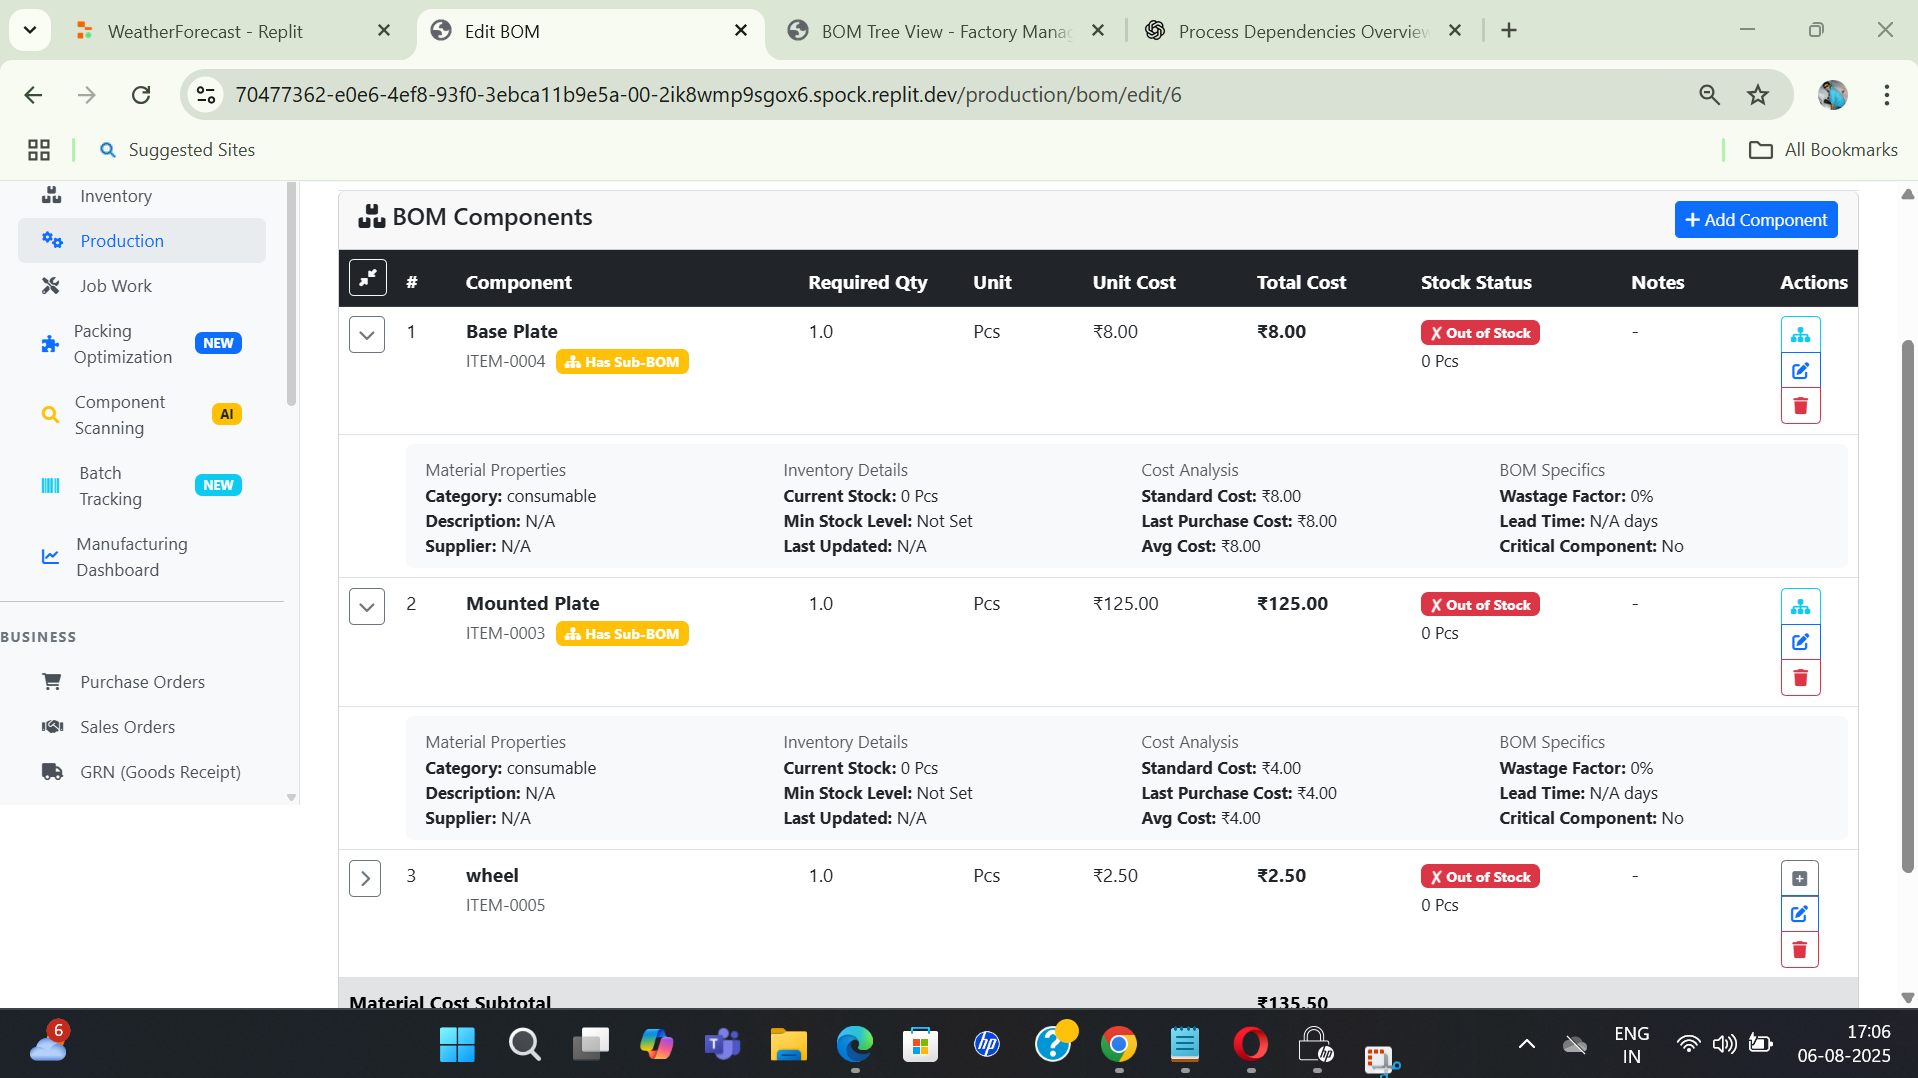 WeatherForecast - Replit
Edit BOM
BOM Tree View - Factory Manag
Process Dependencies Overview
70477362-e0e6-4ef8-93f0-3ebca11b9e5a-00-2ik8wmp9sgox6.spock.replit.dev/production/bom/edit/6
Suggested Sites
All Bookmarks
Inventory
Production
Job Work
Packing
Optimization
NEW
Component
Scanning
AI
Batch
Tracking
NEW
Manufacturing
Dashboard
BUSINESS
Purchase Orders
Sales Orders
GRN (Goods Receipt)
BOM Components
Add Component
# Component Required Qty Unit Unit Cost Total Cost Stock Status Notes Actions
1 Base Plate 1.0 Pcs ₹8.00 ₹8.00 ✗ Out of Stock -
ITEM-0004 Has Sub-BOM 0 Pcs
Material Properties Inventory Details Cost Analysis BOM Specifics
Category: consumable Current Stock: 0 Pcs Standard Cost: ₹8.00 Wastage Factor: 0%
Description: N/A Min Stock Level: Not Set Last Purchase Cost: ₹8.00 Lead Time: N/A days
Supplier: N/A Last Updated: N/A Avg Cost: ₹8.00 Critical Component: No
2 Mounted Plate 1.0 Pcs ₹125.00 ₹125.00 ✗ Out of Stock -
ITEM-0003 Has Sub-BOM 0 Pcs
Material Properties Inventory Details Cost Analysis BOM Specifics
Category: consumable Current Stock: 0 Pcs Standard Cost: ₹4.00 Wastage Factor: 0%
Description: N/A Min Stock Level: Not Set Last Purchase Cost: ₹4.00 Lead Time: N/A days
Supplier: N/A Last Updated: N/A Avg Cost: ₹4.00 Critical Component: No
3 wheel 1.0 Pcs ₹2.50 ₹2.50 ✗ Out of Stock -
ITEM-0005 0 Pcs
Material Cost Subtotal ₹135.50
6
ENG
IN
17:06
06-08-2025